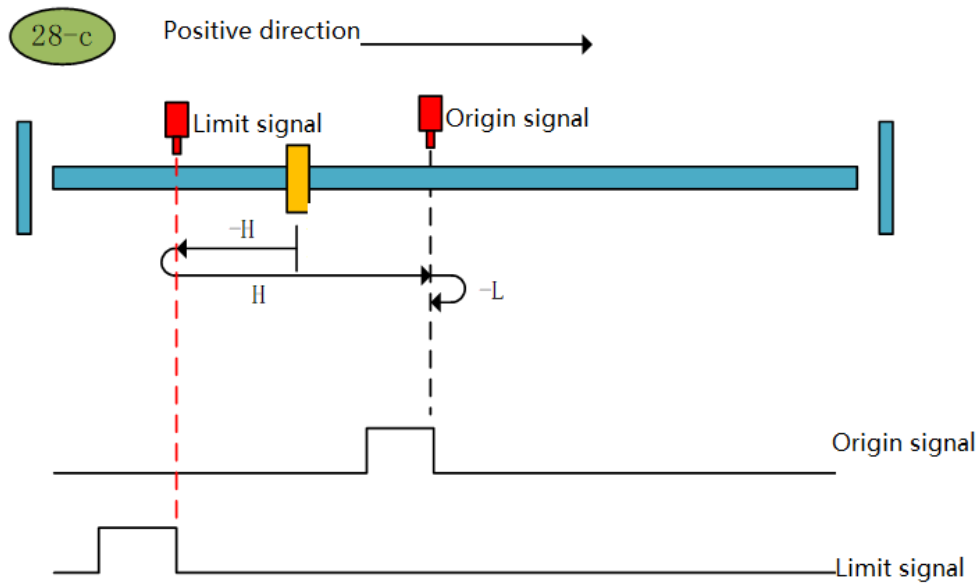 28-c
Positive direction
Limit signal
Origin signal
-H
H
-L
Origin signal
Limit signal